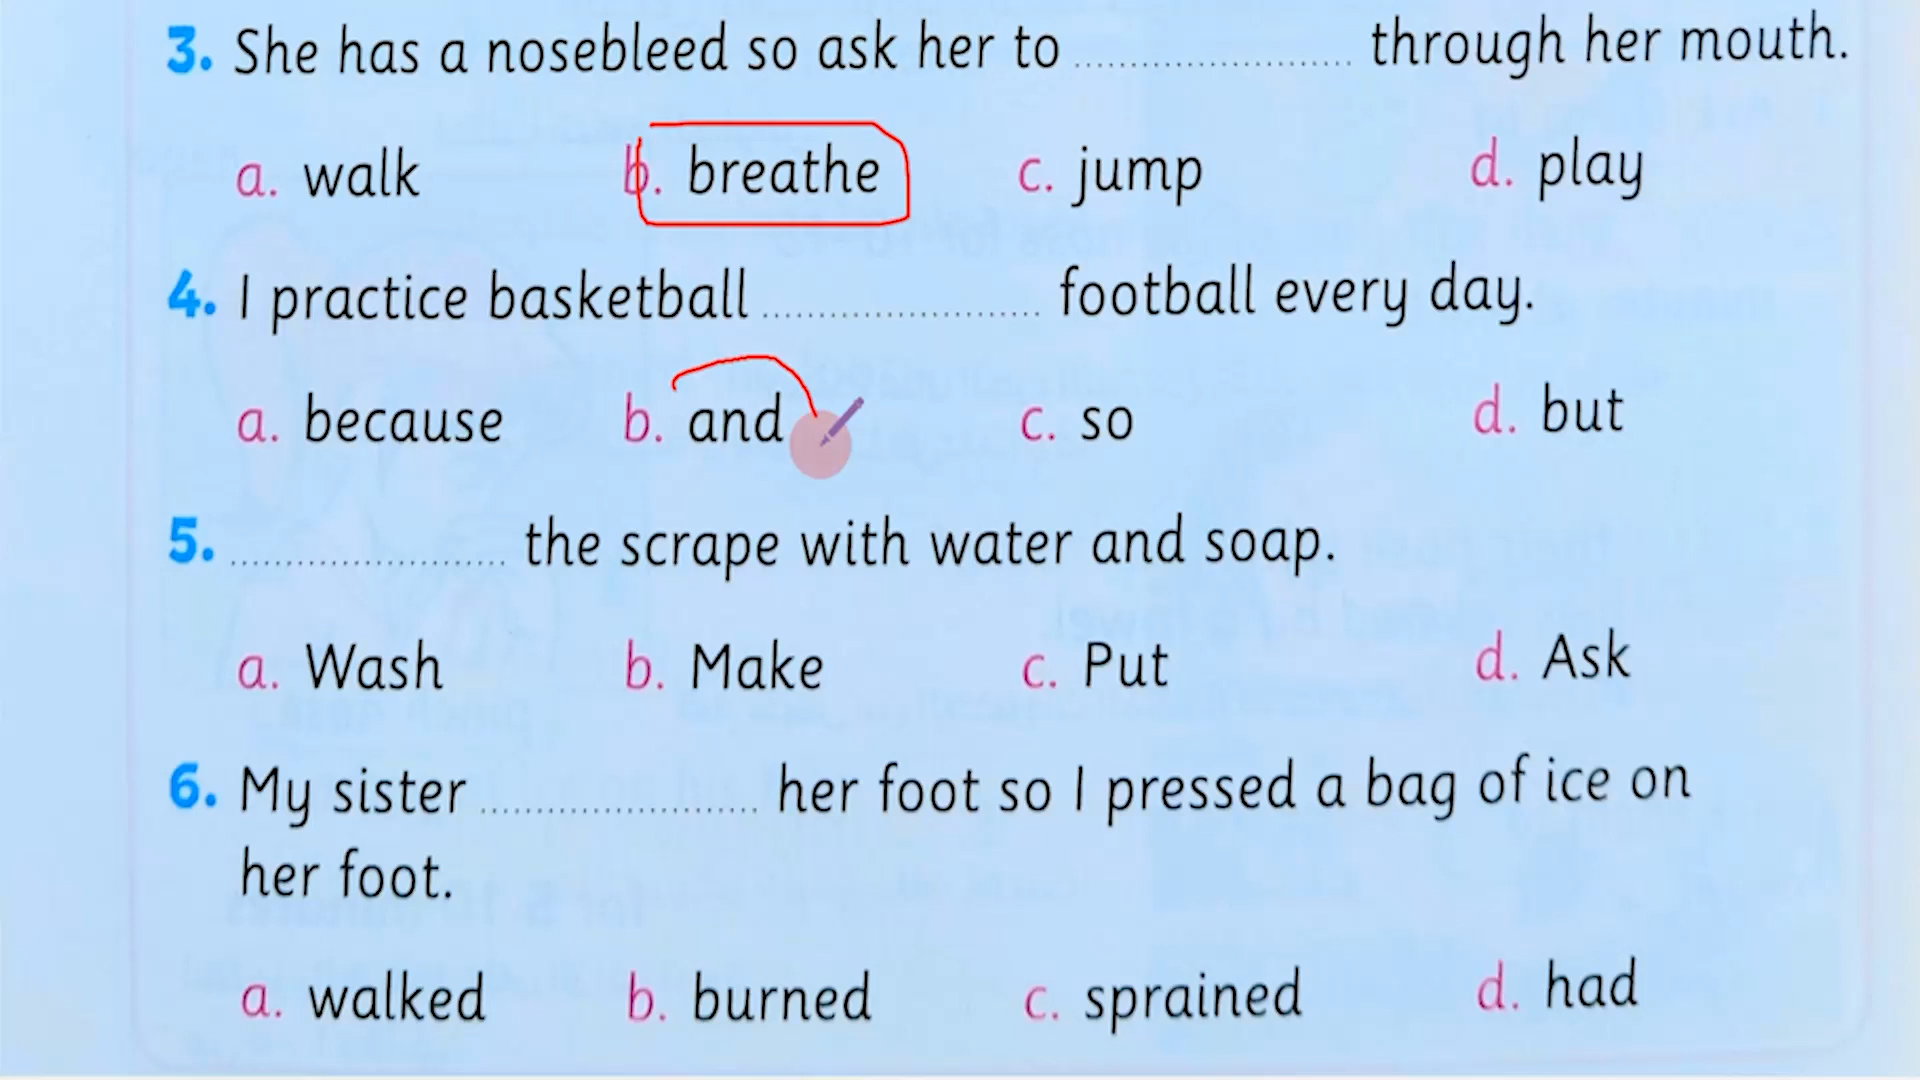 3. She has a nosebleed so ask her to .................... through her mouth.
a. walk b. breathe c. jump d. play
4. I practice basketball .................... football every day.
a. because b. and c. so d. but
5. .................... the scrape with water and soap.
a. Wash b. Make c. Put d. Ask
6. My sister .................... her foot so I pressed a bag of ice on
her foot.
a. walked b. burned c. sprained d. had